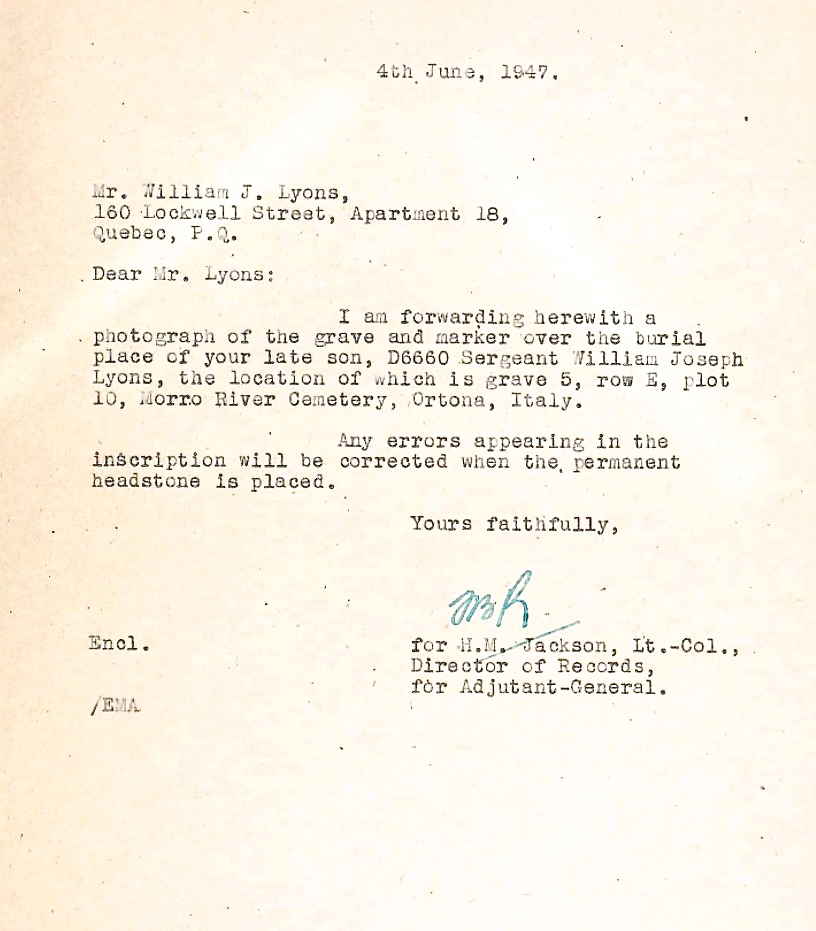 4th June, 1947.
Mr. William J. Lyons,
160 Lockwell Street, Apartment 18,
Quebec, P.Q.
Dear Mr. Lyons:
I am forwarding herewith a
photograph of the grave and marker over the burial
place of your late son, D6660 Sergeant William Joseph
Lyons, the location of which is grave 5, row E, plot
10, Morro River Cemetery, Ortona, Italy.
Any errors appearing in the
inscription will be corrected when the permanent
headstone is placed.
Yours faithfully,
Encl.
for H.M. Jackson, Lt.-Col.,
Director of Records,
for Adjutant-General.
/EMA